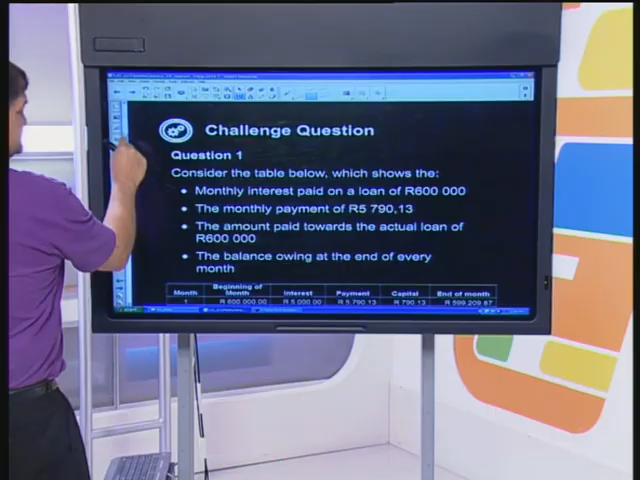 Challenge Question
Question 1
Consider the table below, which shows the:
• Monthly interest paid on a loan of R600 000
• The monthly payment of R5 790,13
• The amount paid towards the actual loan of
R600 000
• The balance owing at the end of every
month
Month Beginning of Month Interest Payment Capital End of month
1 R 600,000.00 R 5,000.00 R 5,790.13 R 790.13 R 599,209.87